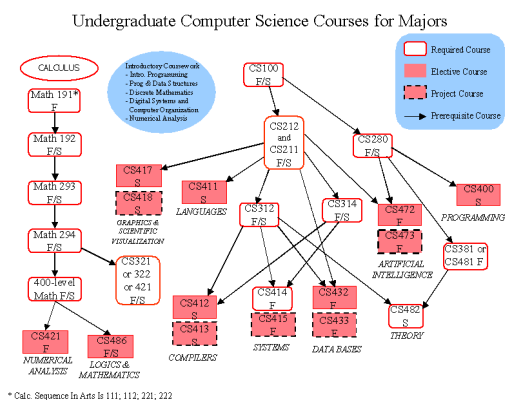 Undergraduate Computer Science Courses for Majors
CALCULUS
Math 191*
F
Math 192
F/S
Math 293
F/S
Math 294
F/S
400-level
Math F/S
CS321
or 322
or 421
F/S
CS421
F
NUMERICAL
ANALYSIS
CS486
F/S
LOGICS &
MATHEMATICS
Introductory Coursework
- Intro. Programming
- Prog & Data Structures
- Discrete Mathematics
- Digital Systems and
Computer Organization
- Numerical Analysis
CS100
F/S
Required Course
Elective Course
Project Course
Prerequisite Course
CS212
and
CS211
F/S
CS280
F/S
CS417
S
CS418
S
GRAPHICS &
SCIENTIFIC
VISUALIZATION
CS411
S
LANGUAGES
CS312
F/S
CS314
F/S
CS472
F
CS473
F
ARTIFICIAL
INTELLIGENCE
CS400
S
PROGRAMMING
CS381 or
CS481 F
CS412
S
CS413
S
COMPILERS
CS414
F
CS415
F
SYSTEMS
CS432
F
CS433
F
DATA BASES
CS482
S
THEORY
* Calc. Sequence In Arts Is 111; 112; 221; 222